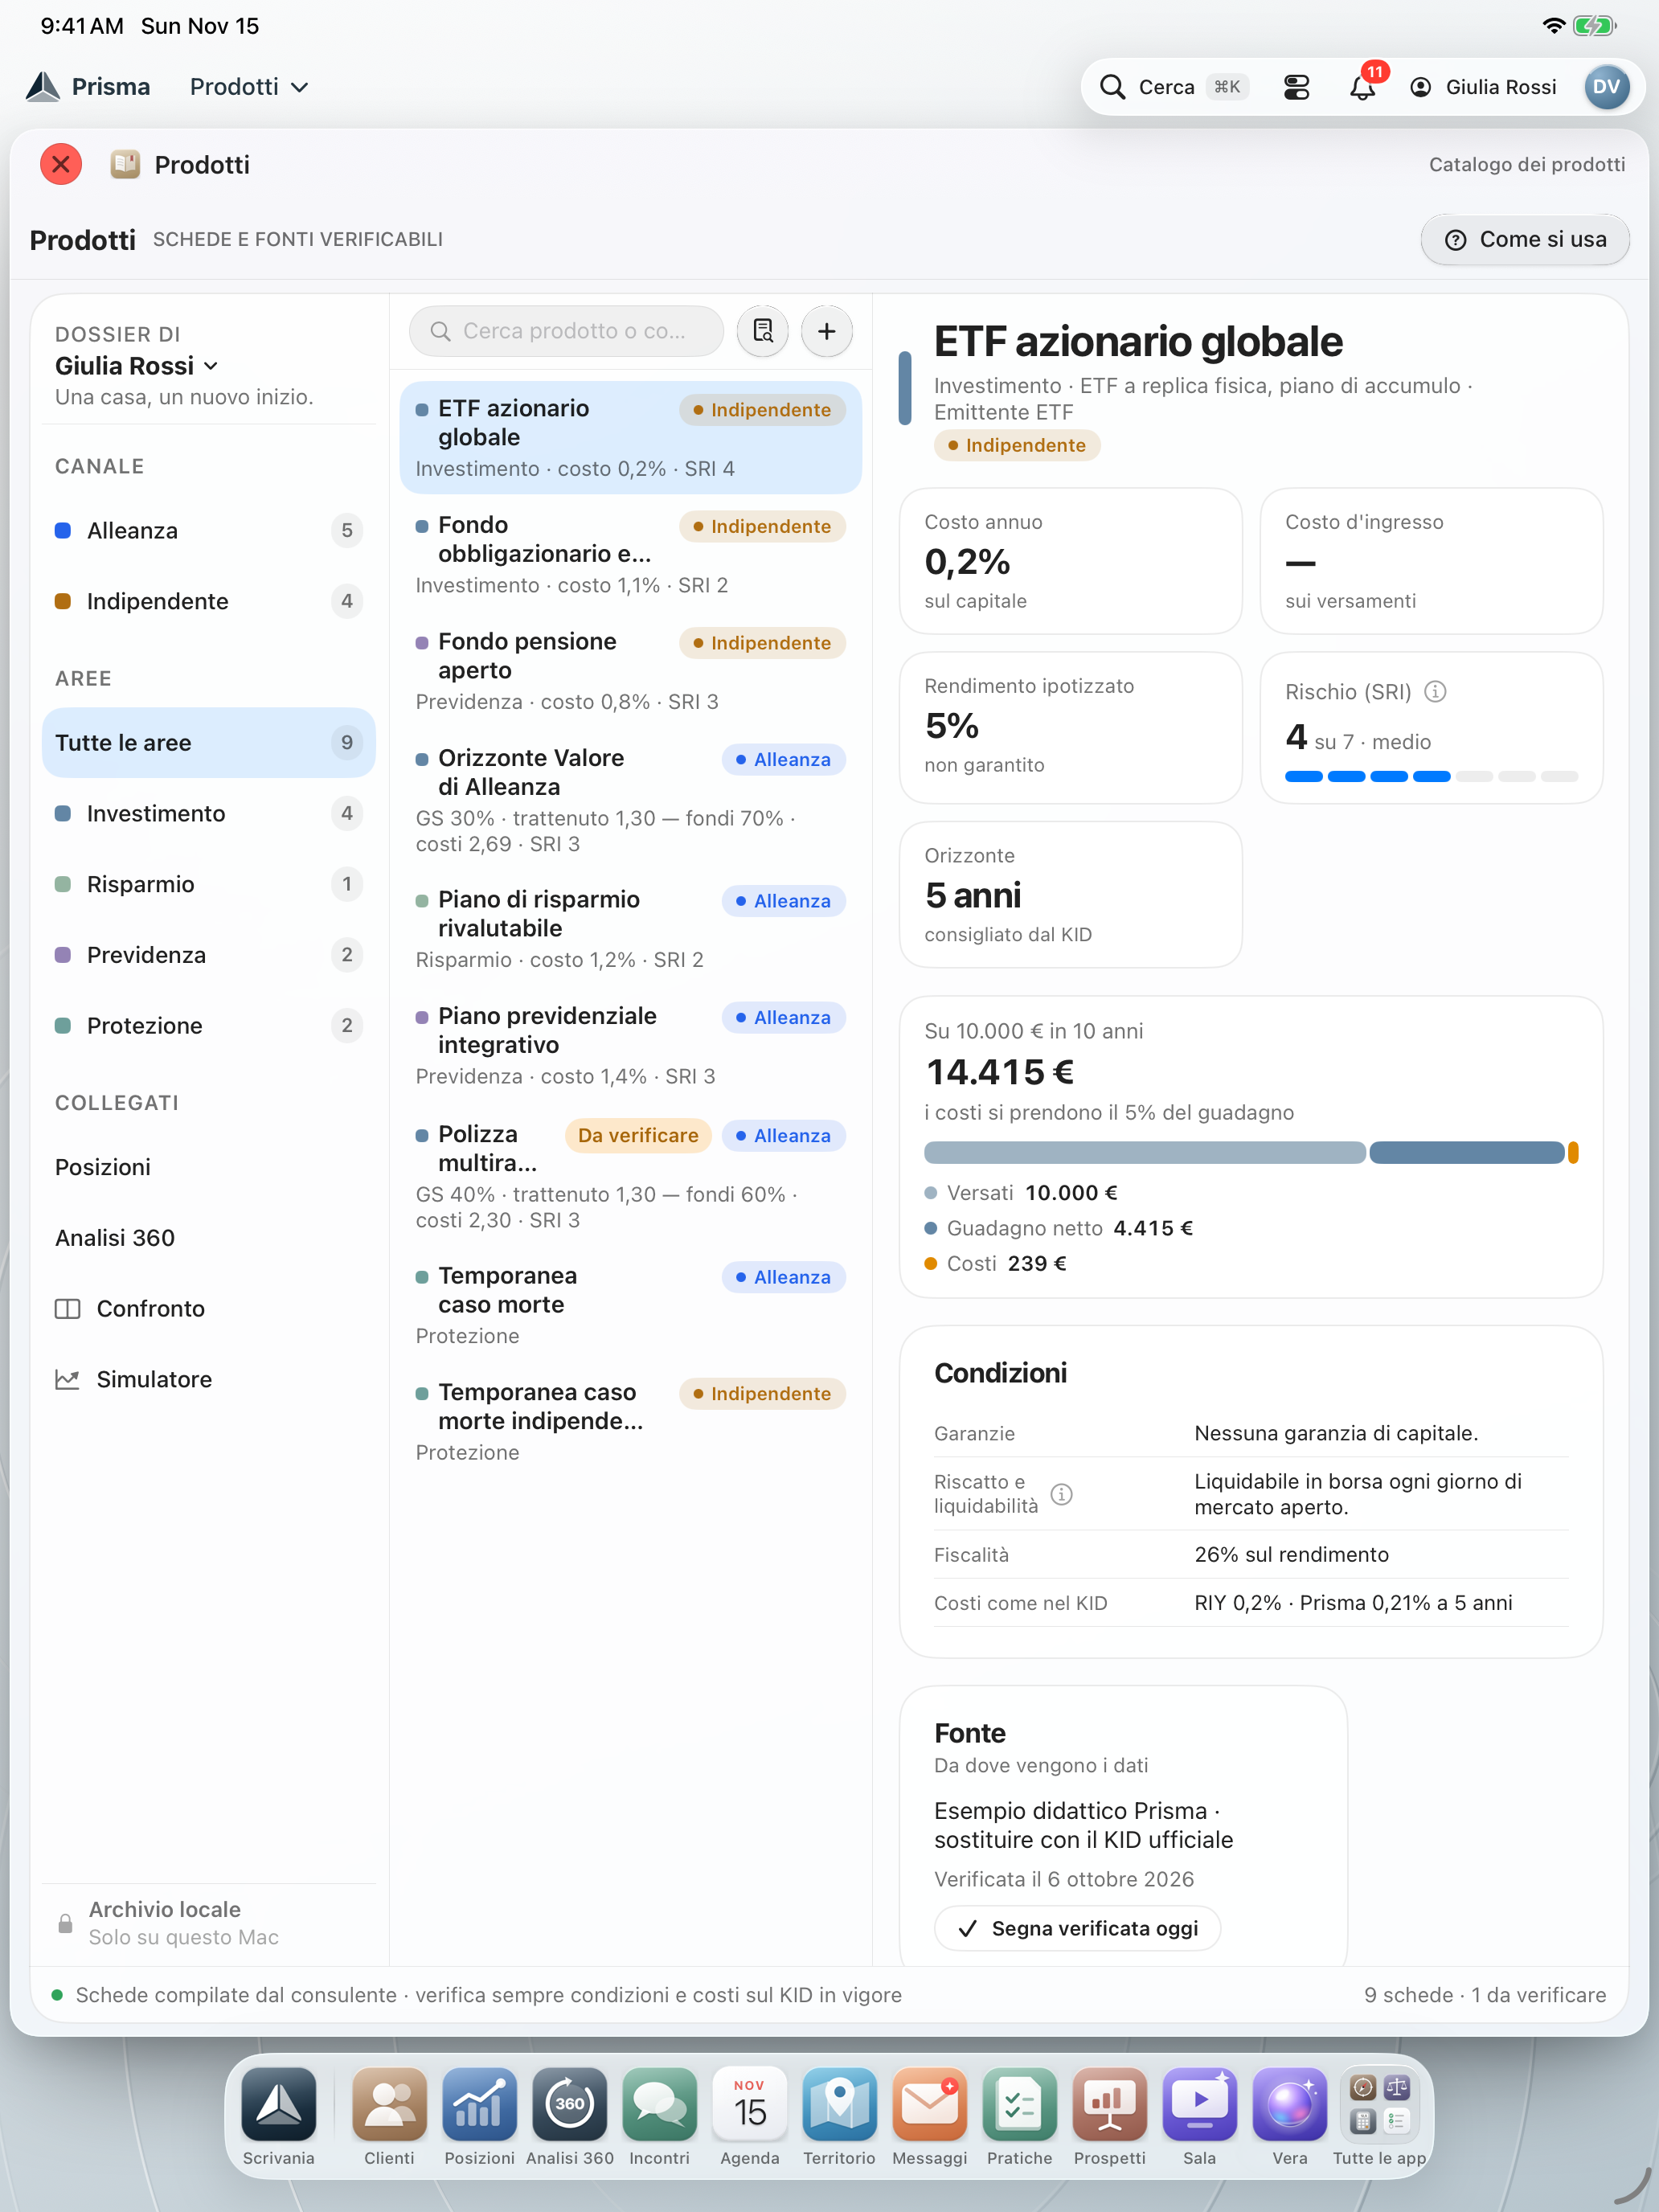 9:41 AM Sun Nov 15
Prisma
Prodotti
Cerca ⌘K
11
Giulia Rossi
DV
Prodotti
Catalogo dei prodotti
Prodotti
SCHEDE E FONTI VERIFICABILI
Come si usa
DOSSIER DI
Giulia Rossi
Una casa, un nuovo inizio.
CANALE
Alleanza 5
Indipendente 4
AREE
Tutte le aree 9
Investimento 4
Risparmio 1
Previdenza 2
Protezione 2
COLLEGATI
Posizioni
Analisi 360
Confronto
Simulatore
Archivio locale
Solo su questo Mac
Cerca prodotto o co...
ETF azionario
globale
Indipendente
Investimento · costo 0,2% · SRI 4
Fondo
obbligazionario e...
Indipendente
Investimento · costo 1,1% · SRI 2
Fondo pensione
aperto
Indipendente
Previdenza · costo 0,8% · SRI 3
Orizzonte Valore
di Alleanza
Alleanza
GS 30% · trattenuto 1,30 — fondi 70% ·
costi 2,69 · SRI 3
Piano di risparmio
rivalutabile
Alleanza
Risparmio · costo 1,2% · SRI 2
Piano previdenziale
integrativo
Alleanza
Previdenza · costo 1,4% · SRI 3
Polizza
multira...
Da verificare
Alleanza
GS 40% · trattenuto 1,30 — fondi 60% ·
costi 2,30 · SRI 3
Temporanea
caso morte
Alleanza
Protezione
Temporanea caso
morte indipende...
Indipendente
Protezione
ETF azionario globale
Investimento · ETF a replica fisica, piano di accumulo ·
Emittente ETF
Indipendente
Costo annuo
0,2%
sul capitale
Costo d'ingresso
—
sui versamenti
Rendimento ipotizzato
5%
non garantito
Rischio (SRI)
4 su 7 · medio
Orizzonte
5 anni
consigliato dal KID
Su 10.000 € in 10 anni
14.415 €
i costi si prendono il 5% del guadagno
Versati 10.000 €
Guadagno netto 4.415 €
Costi 239 €
Condizioni
Garanzie
Nessuna garanzia di capitale.
Riscatto e
liquidabilità
Liquidabile in borsa ogni giorno di
mercato aperto.
Fiscalità
26% sul rendimento
Costi come nel KID
RIY 0,2% · Prisma 0,21% a 5 anni
Fonte
Da dove vengono i dati
Esempio didattico Prisma ·
sostituire con il KID ufficiale
Verificata il 6 ottobre 2026
Segna verificata oggi
Schede compilate dal consulente · verifica sempre condizioni e costi sul KID in vigore
9 schede · 1 da verificare
360
NOV
15
Scrivania
Clienti
Posizioni
Analisi 360
Incontri
Agenda
Territorio
Messaggi
Pratiche
Prospetti
Sala
Vera
Tutte le app